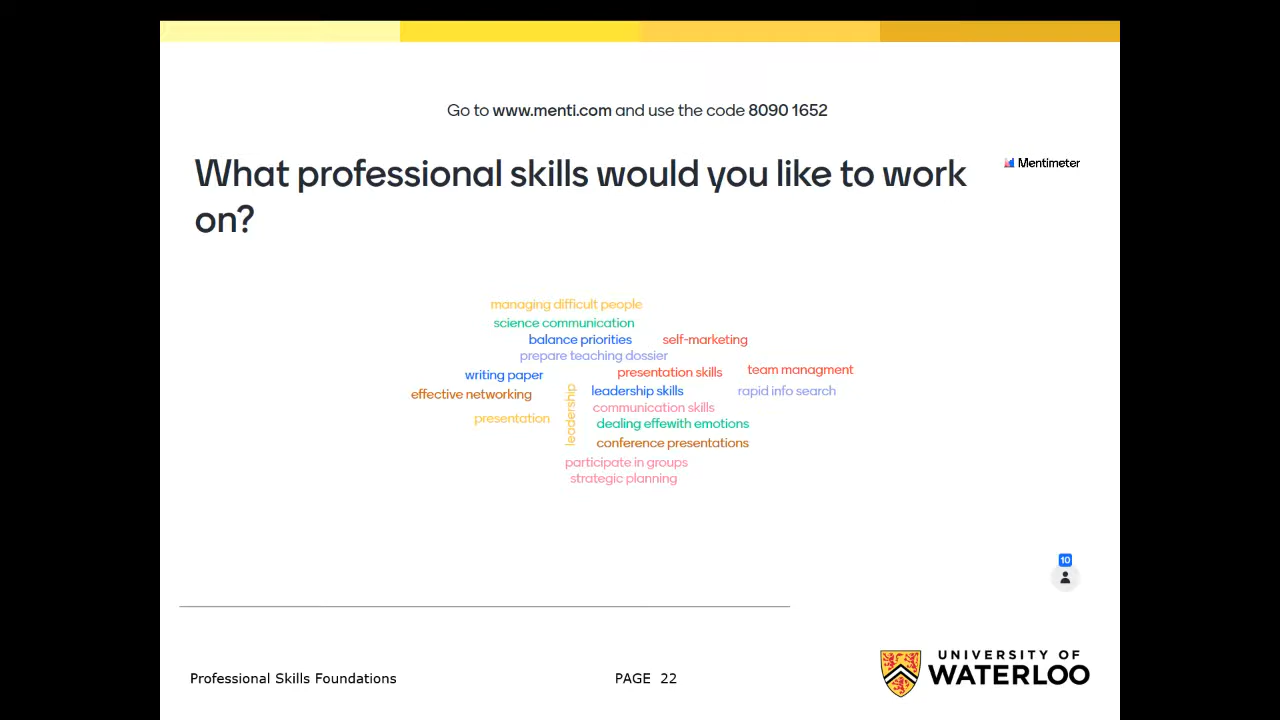 Go to www.menti.com and use the code 8090 1652
What professional skills would you like to work
on?
Mentimeter
managing difficult people
science communication
balance priorities
self-marketing
prepare teaching dossier
team managment
presentation skills
writing paper
leadership skills
rapid info search
effective networking
leadership
communication skills
presentation
dealing effewith emotions
conference presentations
participate in groups
strategic planning
10
Professional Skills Foundations
PAGE 22
UNIVERSITY OF
WATERLOO